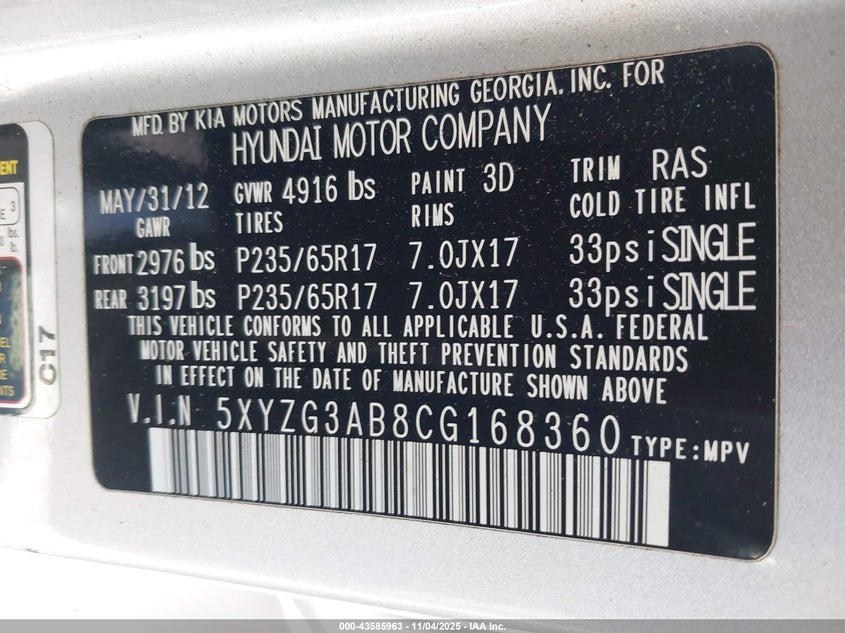 MFD. BY KIA MOTORS MANUFACTURING GEORGIA. INC. FOR
HYUNDAI MOTOR COMPANY
MAY/31/12 GVWR 4916 lbs PAINT 3D TRIM RAS
GAWR TIRES RIMS COLD TIRE INFL
FRONT 2976 lbs P235/65R17 7.0JX17 33psi SINGLE
REAR 3197 lbs P235/65R17 7.0JX17 33psi SINGLE
THIS VEHICLE CONFORMS TO ALL APPLICABLE U.S.A. FEDERAL
MOTOR VEHICLE SAFETY AND THEFT PREVENTION STANDARDS
IN EFFECT ON THE DATE OF MANUFACTURE SHOWN ABOVE
V.I.N 5XYZG3AB8CG168360 TYPE:MPV
C17
3
lbs.
lb.
000-43585963 — 11/04/2025 — IAA Inc.